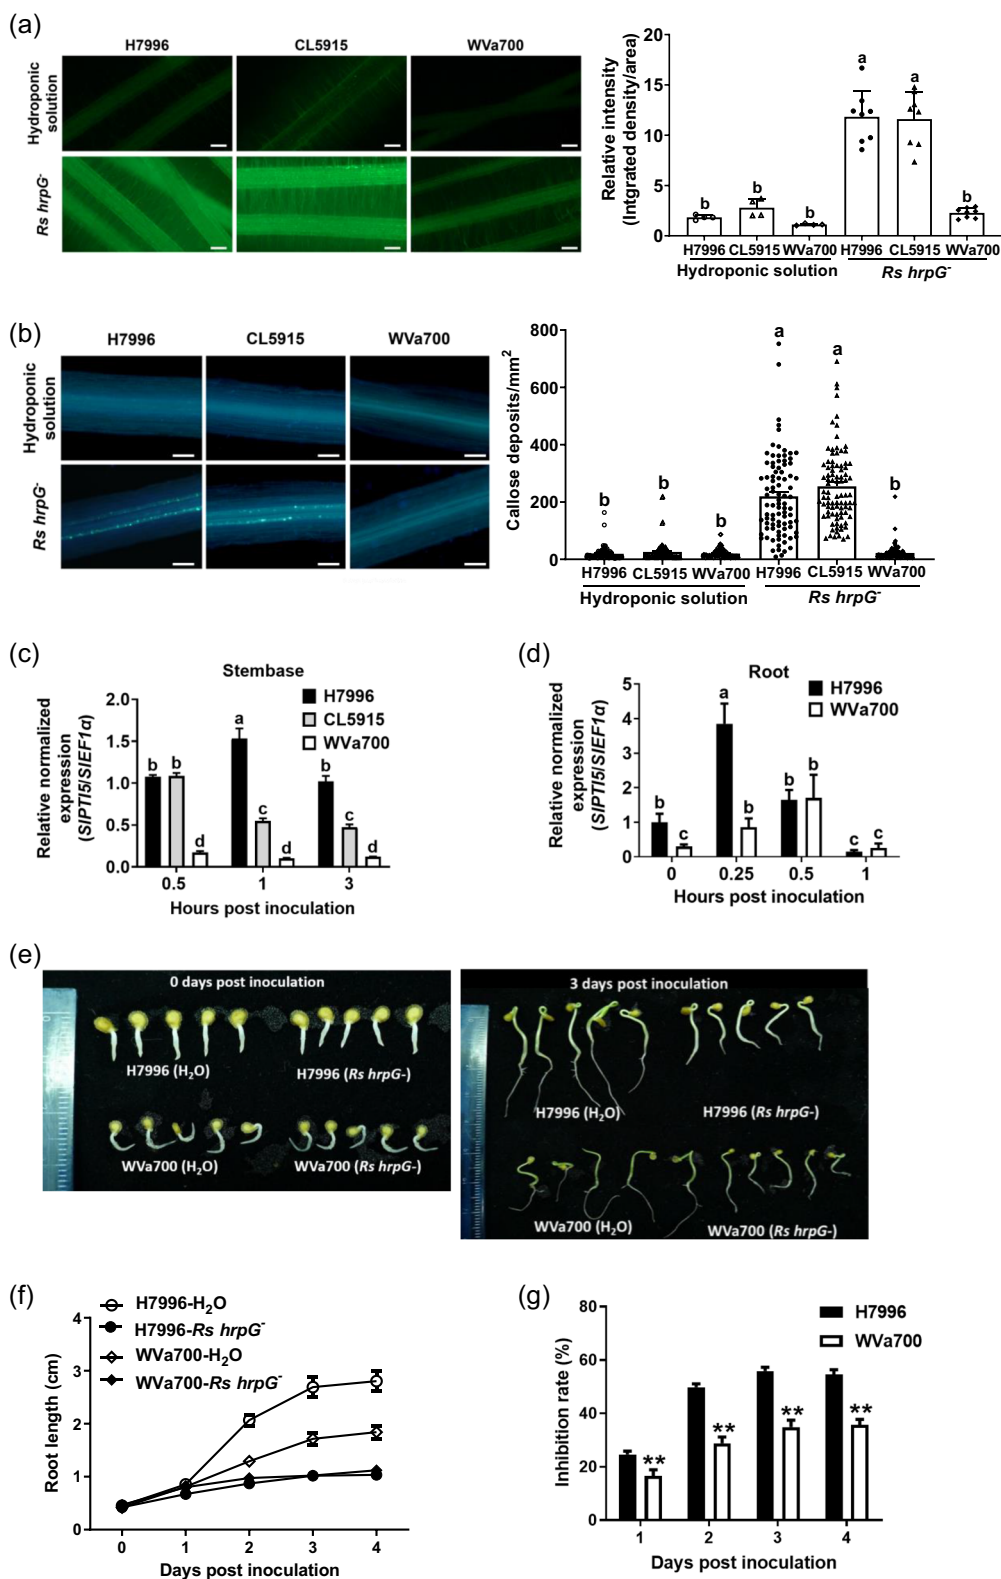 (a)
H7996 CL5915 WVa700
Hydroponic
solution
Rs hrpG-
Relative intensity
(Intgrated density/area)
20
15
10
5
0
b b b a a b
H7996 CL5915 WVa700 H7996 CL5915 WVa700
Hydroponic solution Rs hrpG-
(b)
H7996 CL5915 WVa700
Hydroponic
solution
Rs hrpG-
Callose deposits/mm2
800
600
400
200
0
b b b a a b
H7996 CL5915 WVa700 H7996 CL5915 WVa700
Hydroponic solution Rs hrpG-
(c)
Stembase
H7996
CL5915
WVa700
Relative normalized
expression
(SlPTI5/SlEF1α)
2.0
1.5
1.0
0.5
0.0
b b d a c d b c d
0.5 1 3
Hours post inoculation
(d)
Root
H7996
WVa700
Relative normalized
expression
(SlPTI5/SlEF1α)
5
4
3
2
1
0
b c a b b b c c
0 0.25 0.5 1
Hours post inoculation
(e)
0 days post inoculation
H7996 (H2O) H7996 (Rs hrpG-)
WVa700 (H2O) WVa700 (Rs hrpG-)
3 days post inoculation
H7996 (H2O) H7996 (Rs hrpG-)
WVa700 (H2O) WVa700 (Rs hrpG-)
(f)
H7996-H2O
H7996-Rs hrpG-
WVa700-H2O
WVa700-Rs hrpG-
Root length (cm)
4
3
2
1
0
0 1 2 3 4
Days post inoculation
(g)
H7996
WVa700
Inhibition rate (%)
80
60
40
20
0
** ** ** **
1 2 3 4
Days post inoculation